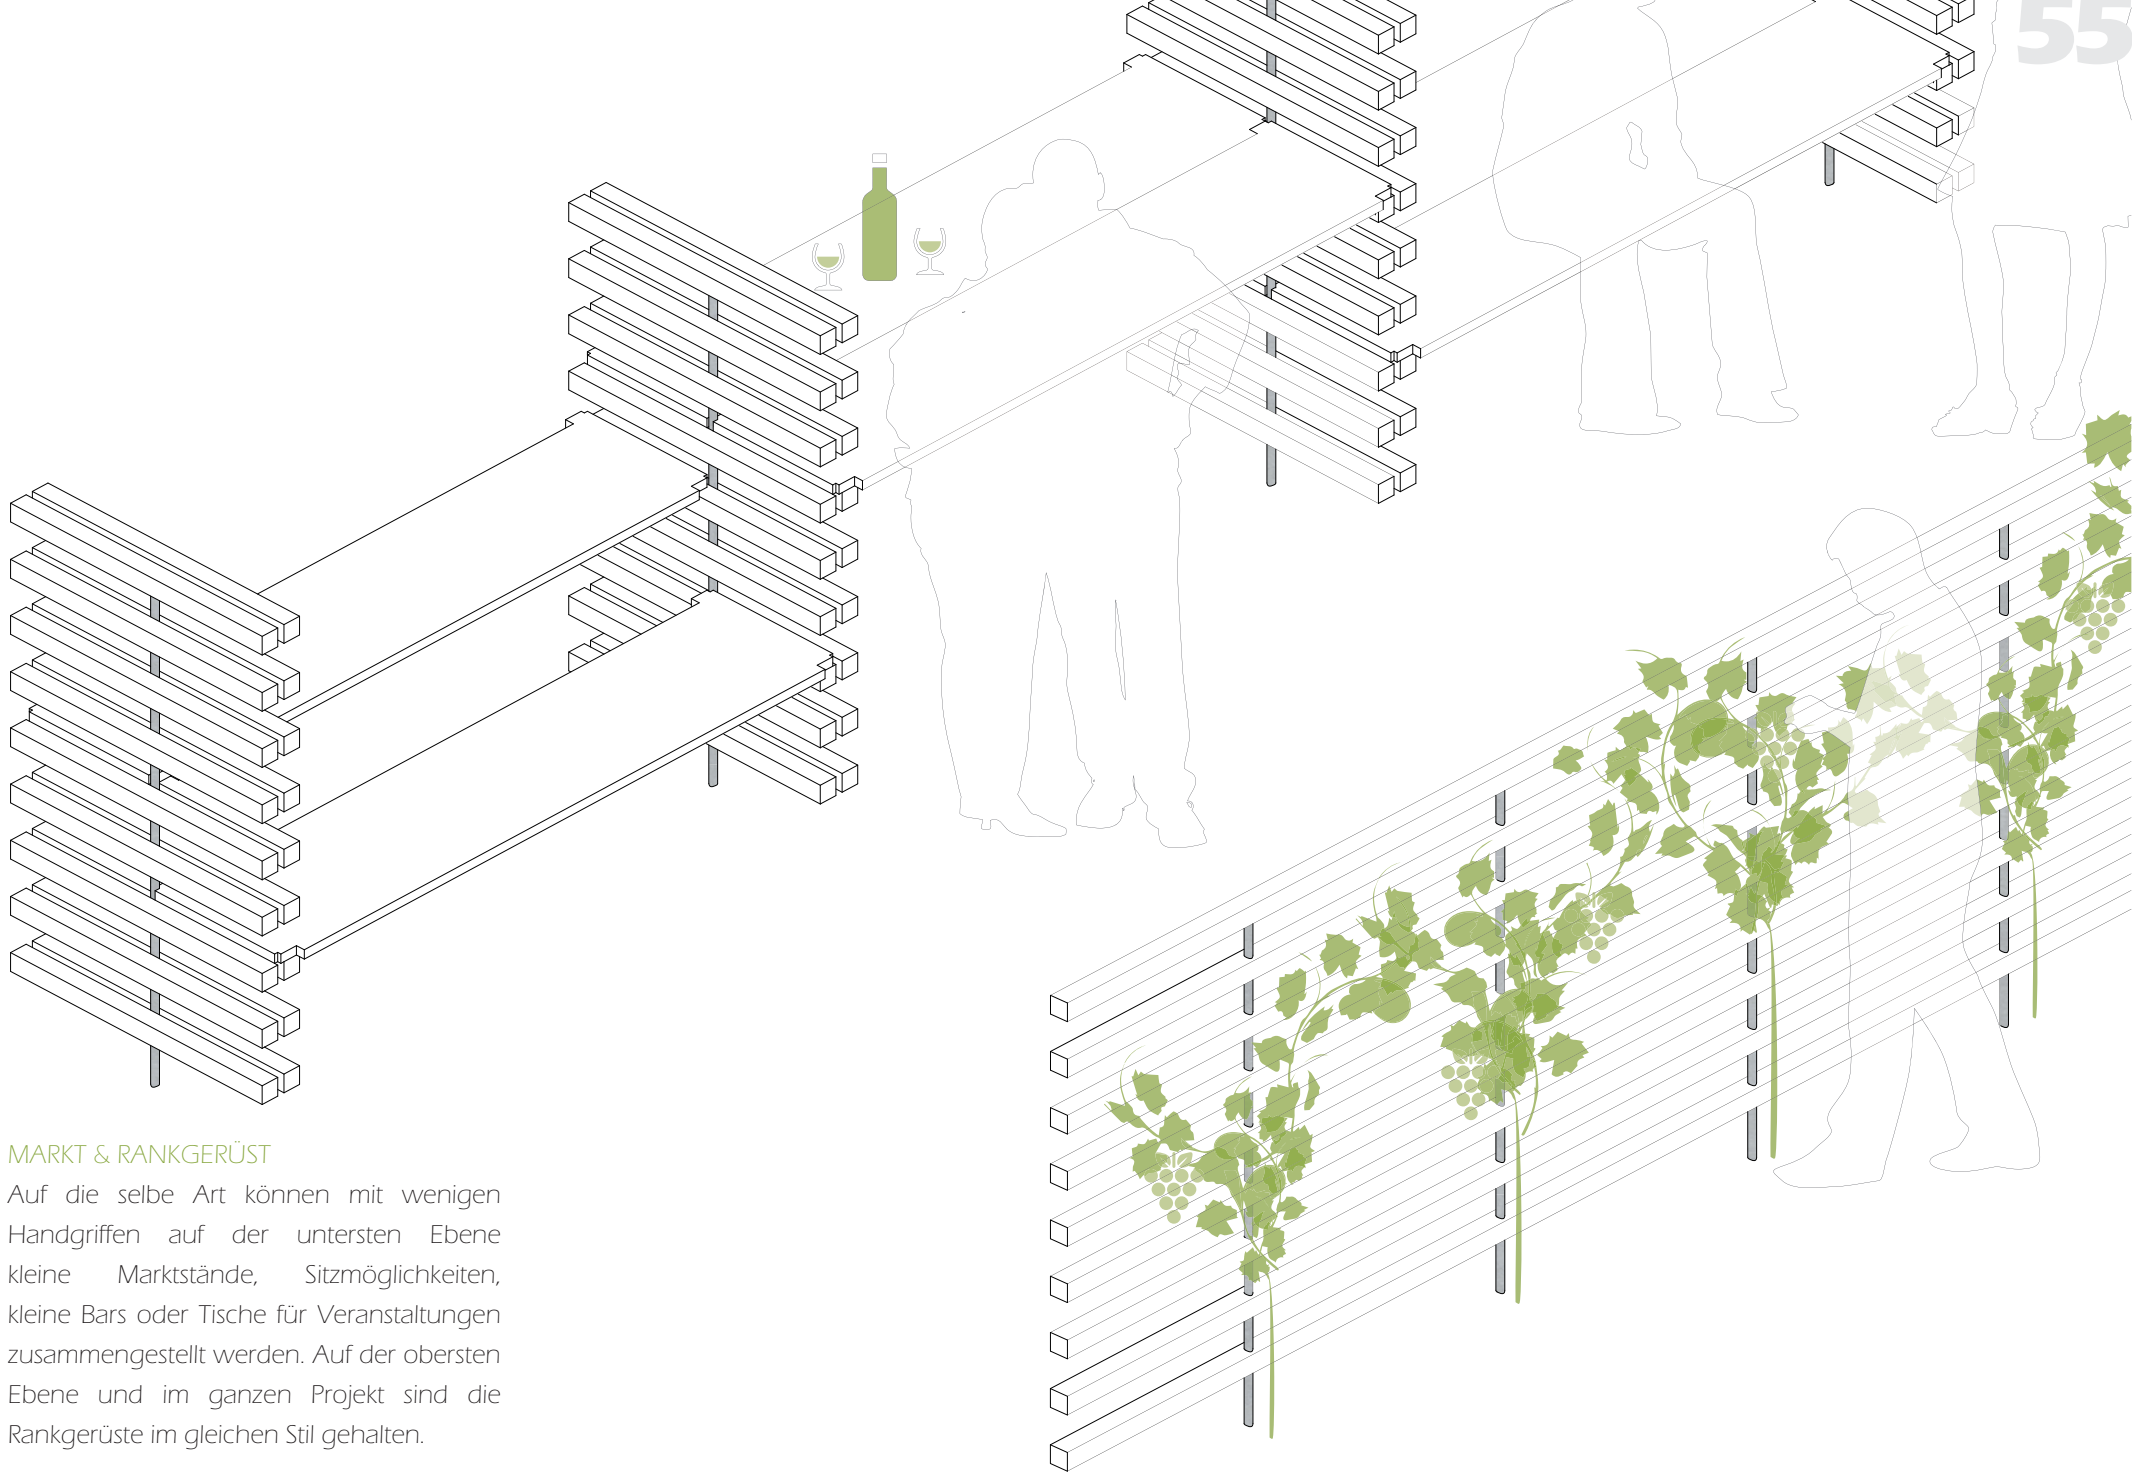 55
MARKT & RANKGERÜST
Auf die selbe Art können mit wenigen
Handgriffen auf der untersten Ebene
kleine Marktstände, Sitzmöglichkeiten,
kleine Bars oder Tische für Veranstaltungen
zusammengestellt werden. Auf der obersten
Ebene und im ganzen Projekt sind die
Rankgerüste im gleichen Stil gehalten.